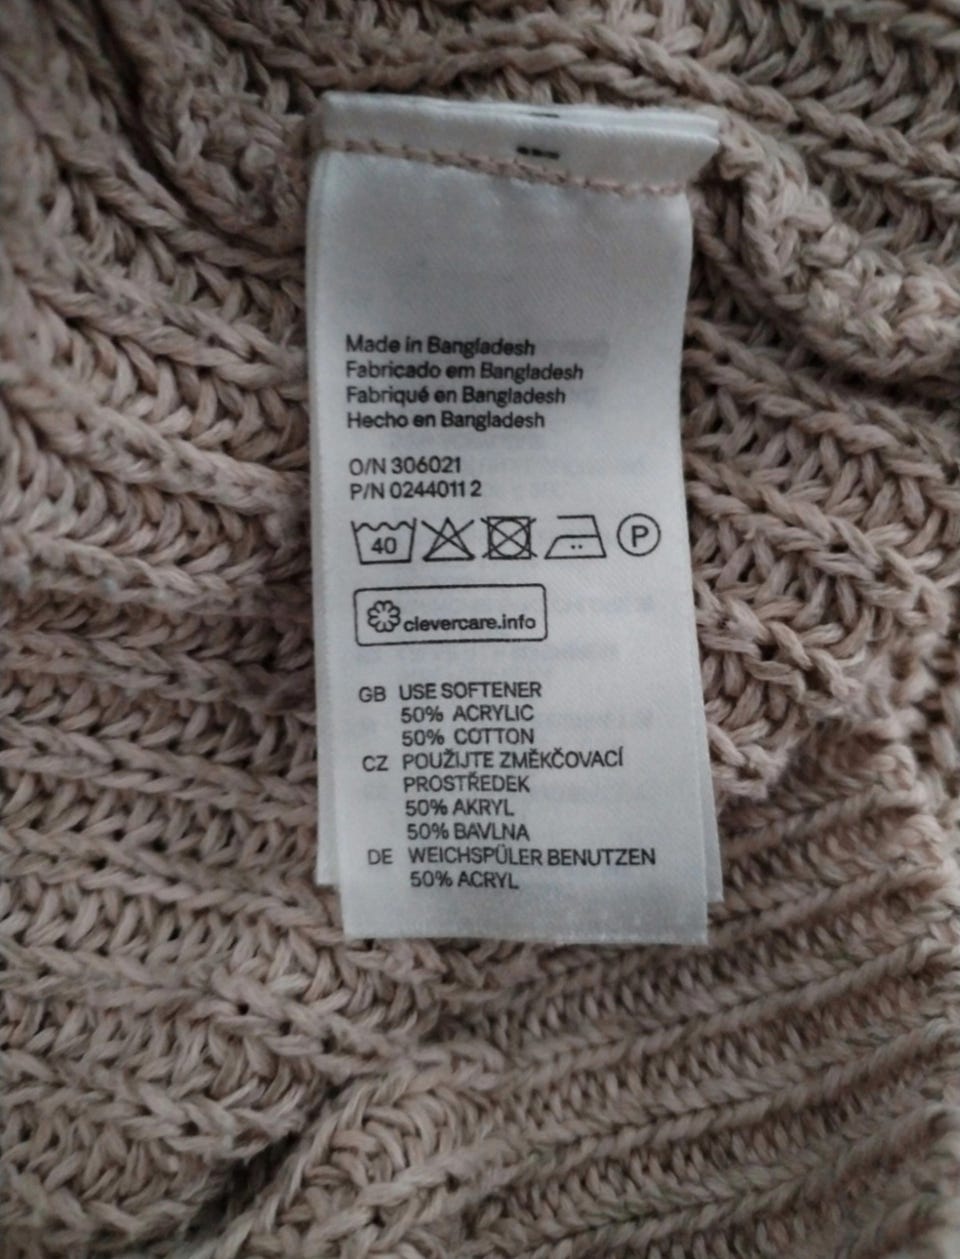 Made in Bangladesh
Fabricado em Bangladesh
Fabriqué en Bangladesh
Hecho en Bangladesh
O/N 306021
P/N 0244011 2
40 P
clevercare.info
GB USE SOFTENER
50% ACRYLIC
50% COTTON
CZ POUŽIJTE ZMĚKČOVACÍ
PROSTŘEDEK
50% AKRYL
50% BAVLNA
DE WEICHSPÜLER BENUTZEN
50% ACRYL